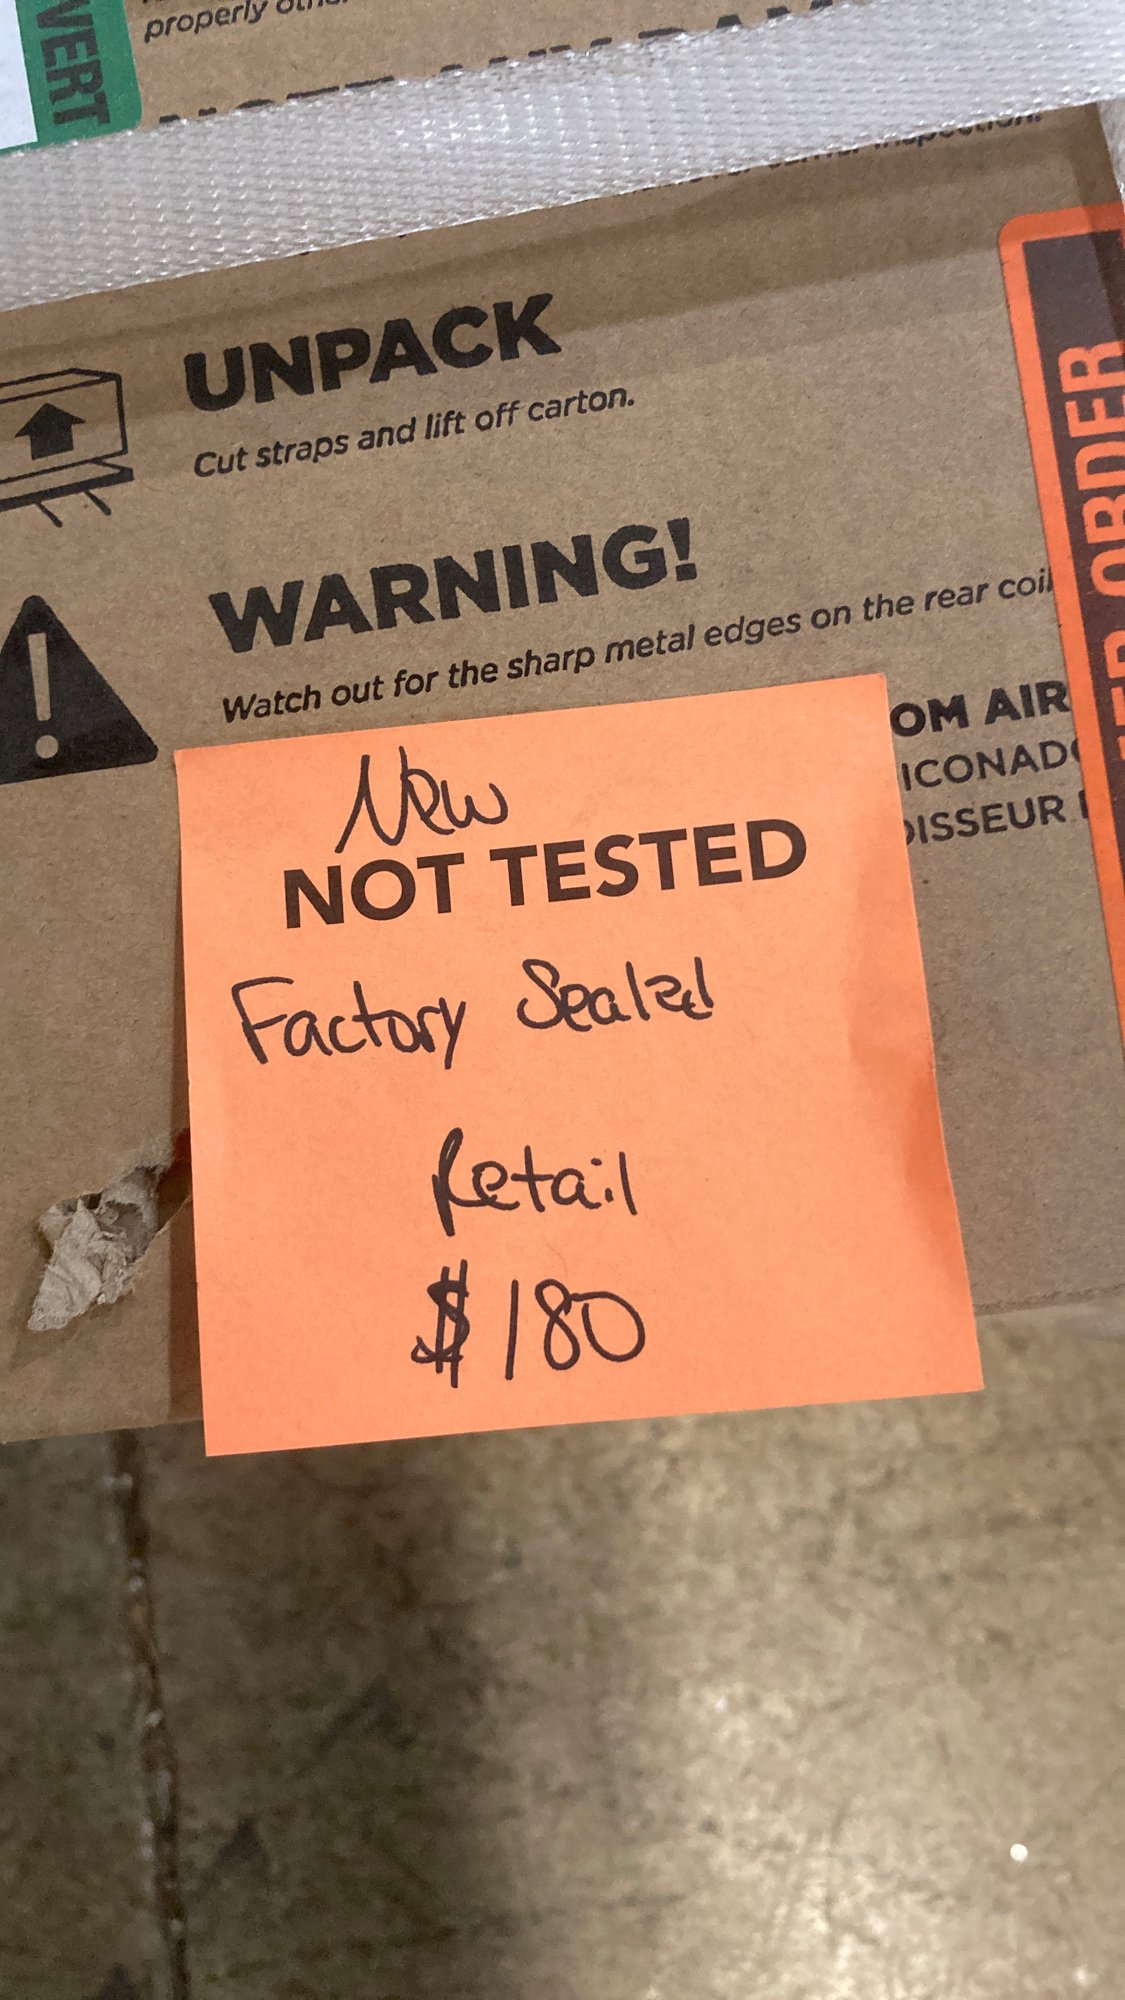 VERT
properly
UNPACK
Cut straps and lift off carton.
WARNING!
Watch out for the sharp metal edges on the rear coil
OM AIR
ICONAD
ISSEUR
ORDER
New
NOT TESTED
Factory Sealed
Retail
$180